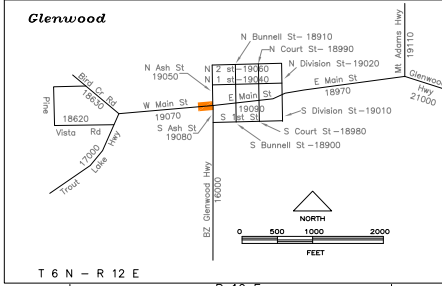 Glenwood
N Bunnell St-18910
N Court St- 18990
N Ash St
19050
N 2 st-19060
N 1 st-19040
N Division St-19020
Mt Adams Hwy
19110
Bird Cr Rd
18630
Pine
18620
Vista Rd
W Main St
19070
E Main St
19090
E Main St
18970
Glenwood
Hwy
21000
S Ash St
19080
S 1st St
S Division St-19010
S Court St-18980
S Bunnell St-18900
17000
Trout Lake Hwy
BZ Glenwood Hwy
16000
NORTH
0 500 1000 2000
FEET
T 6 N - R 12 E